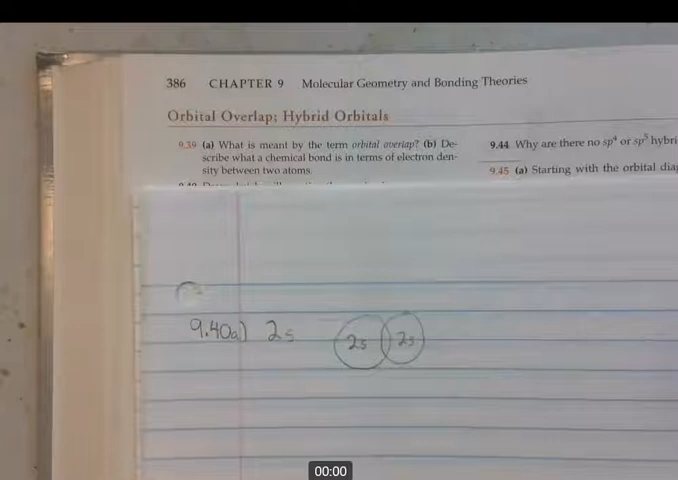 386 CHAPTER 9 Molecular Geometry and Bonding Theories
Orbital Overlap; Hybrid Orbitals
9.39 (a) What is meant by the term orbital overlap? (b) De-
scribe what a chemical bond is in terms of electron den-
sity between two atoms.
9.44 Why are there no sp⁴ or sp⁵ hybri
9.45 (a) Starting with the orbital dia
9.40a) 2s 2s 2s
00:00